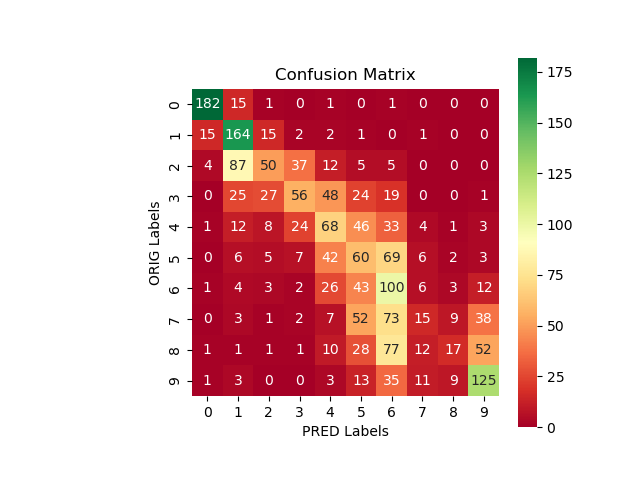 Confusion Matrix
ORIG Labels
0 182 15 1 0 1 0 1 0 0 0
1 15 164 15 2 2 1 0 1 0 0
2 4 87 50 37 12 5 5 0 0 0
3 0 25 27 56 48 24 19 0 0 1
4 1 12 8 24 68 46 33 4 1 3
5 0 6 5 7 42 60 69 6 2 3
6 1 4 3 2 26 43 100 6 3 12
7 0 3 1 2 7 52 73 15 9 38
8 1 1 1 1 10 28 77 12 17 52
9 1 3 0 0 3 13 35 11 9 125
0 1 2 3 4 5 6 7 8 9
PRED Labels
175
150
125
100
75
50
25
0